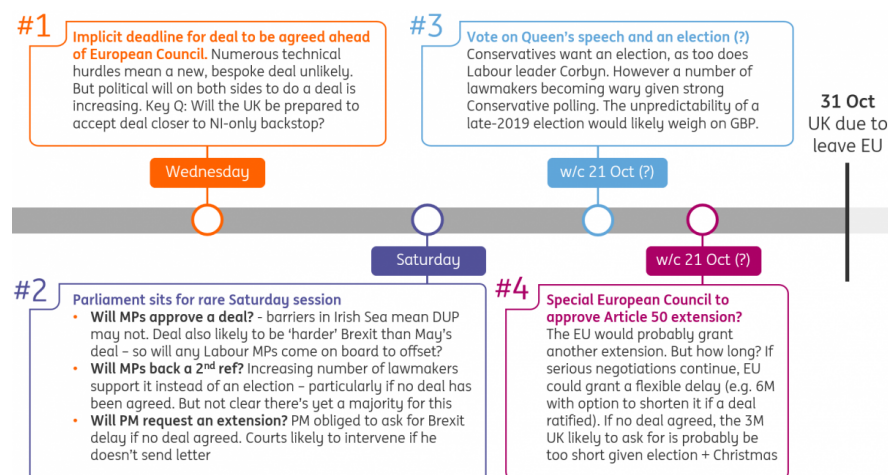 #1
Implicit deadline for deal to be agreed ahead
of European Council. Numerous technical
hurdles mean a new, bespoke deal unlikely.
But political will on both sides to do a deal is
increasing. Key Q: Will the UK be prepared to
accept deal closer to NI-only backstop?
Wednesday
#3
Vote on Queen's speech and an election (?)
Conservatives want an election, as too does
Labour leader Corbyn. However a number of
lawmakers becoming wary given strong
Conservative polling. The unpredictability of a
late-2019 election would likely weigh on GBP.
w/c 21 Oct (?)
31 Oct
UK due to
leave EU
Saturday
#2
Parliament sits for rare Saturday session
• Will MPs approve a deal? - barriers in Irish Sea mean DUP
may not. Deal also likely to be ‘harder’ Brexit than May's
deal – so will any Labour MPs come on board to offset?
• Will MPs back a 2nd ref? Increasing number of lawmakers
support it instead of an election – particularly if no deal has
been agreed. But not clear there's yet a majority for this
• Will PM request an extension? PM obliged to ask for Brexit
delay if no deal agreed. Courts likely to intervene if he
doesn't send letter
w/c 21 Oct (?)
#4
Special European Council to
approve Article 50 extension?
The EU would probably grant
another extension. But how long? If
serious negotiations continue, EU
could grant a flexible delay (e.g. 6M
with option to shorten it if a deal
ratified). If no deal agreed, the 3M
UK likely to ask for is probably be
too short given election + Christmas